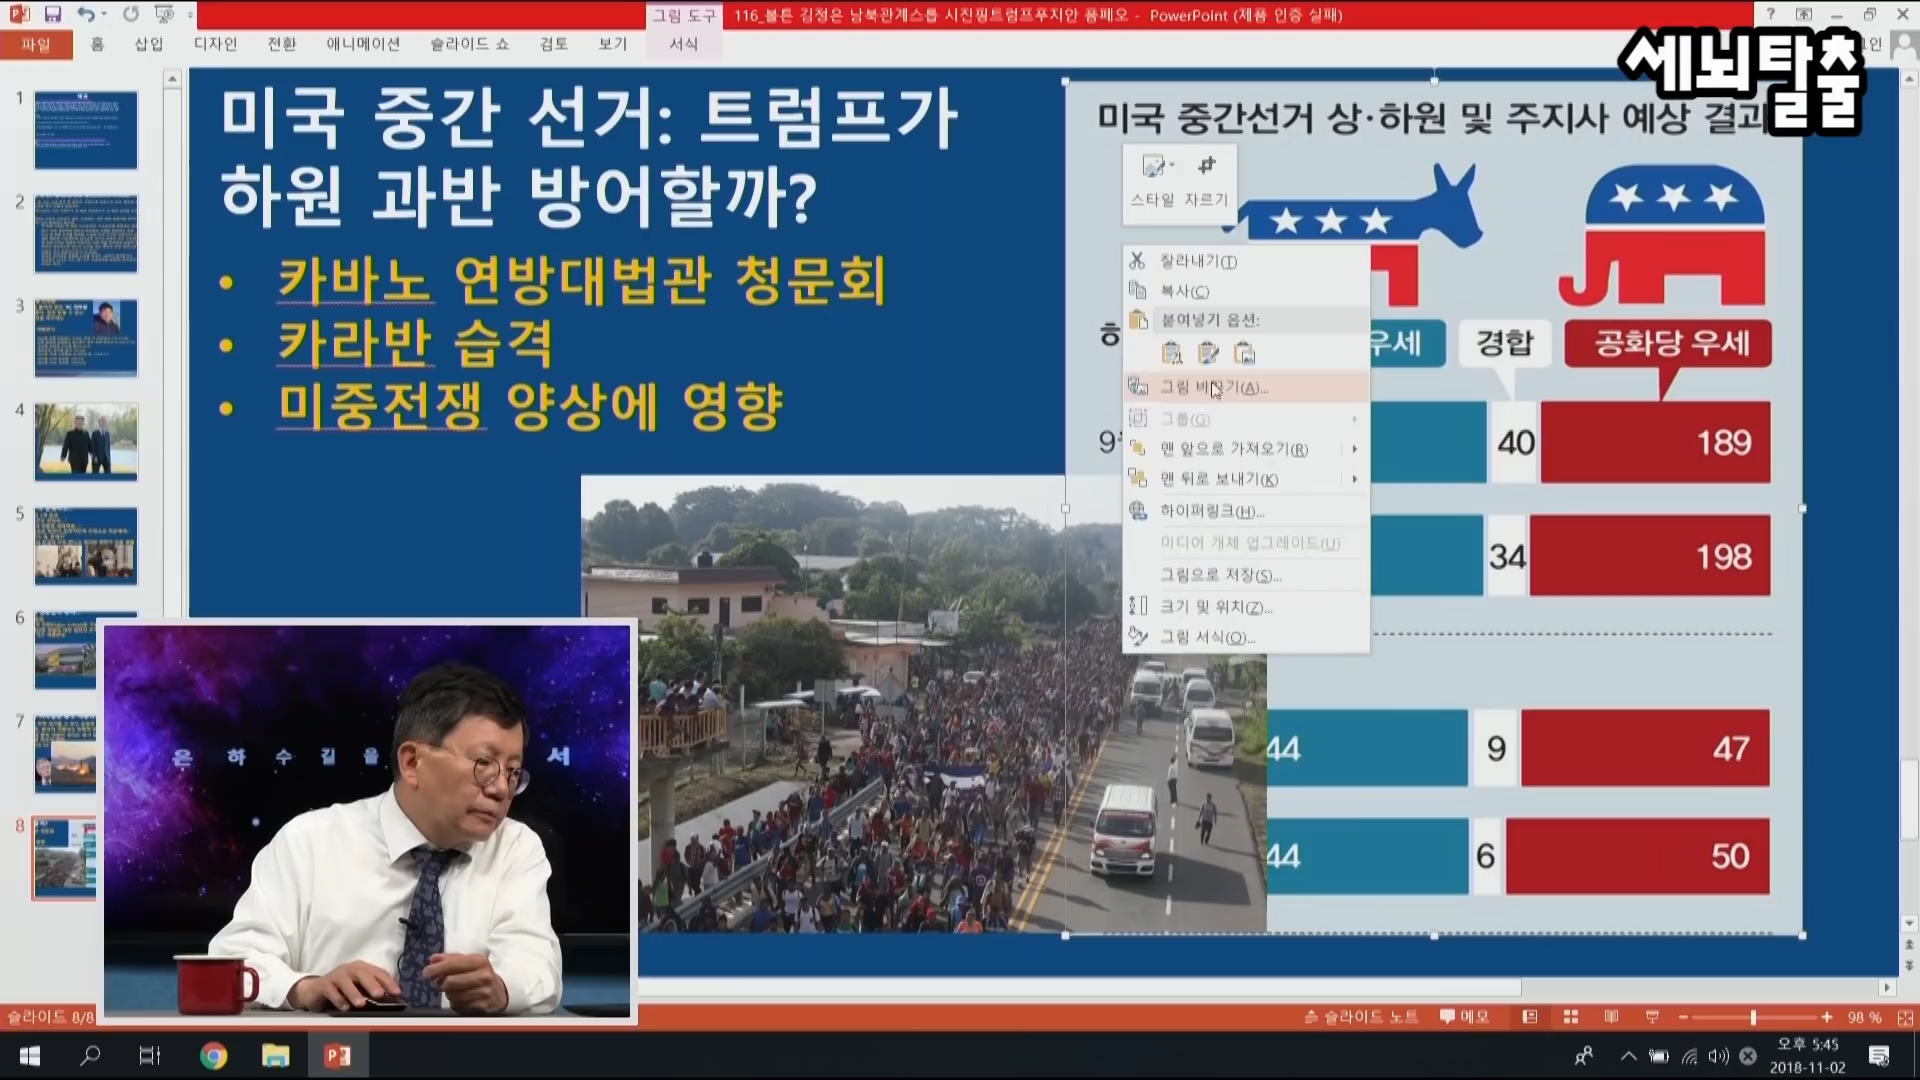 그림 도구
116_볼튼 김정은 남북관계스톱 시진핑트럼프푸지안 폼페오 - PowerPoint (제품 인증 실패)
파일
홈
삽입
디자인
전환
애니메이션
슬라이드 쇼
검토
보기
서식
세뇌탈출
1
2
3
4
5
6
7
8
미국 중간 선거: 트럼프가
하원 과반 방어할까?
• 카바노 연방대법관 청문회
• 카라반 습격
• 미중전쟁 양상에 영향
미국 중간선거 상·하원 및 주지사 예상 결과
스타일 자르기
잘라내기(T)
복사(C)
붙여넣기 옵션:
그림 바꾸기(A)...
그룹(G)
맨 앞으로 가져오기(R)
맨 뒤로 보내기(K)
하이퍼링크(H)...
미디어 개체 업그레이드(U)
그림으로 저장(S)...
크기 및 위치(Z)...
그림 서식(O)...
우세
경합
공화당 우세
40
189
34
198
44
9
47
44
6
50
은 하 수 길 을
서
슬라이드 8/8
슬라이드 노트
메모
98 %
오후 5:45
2018-11-02